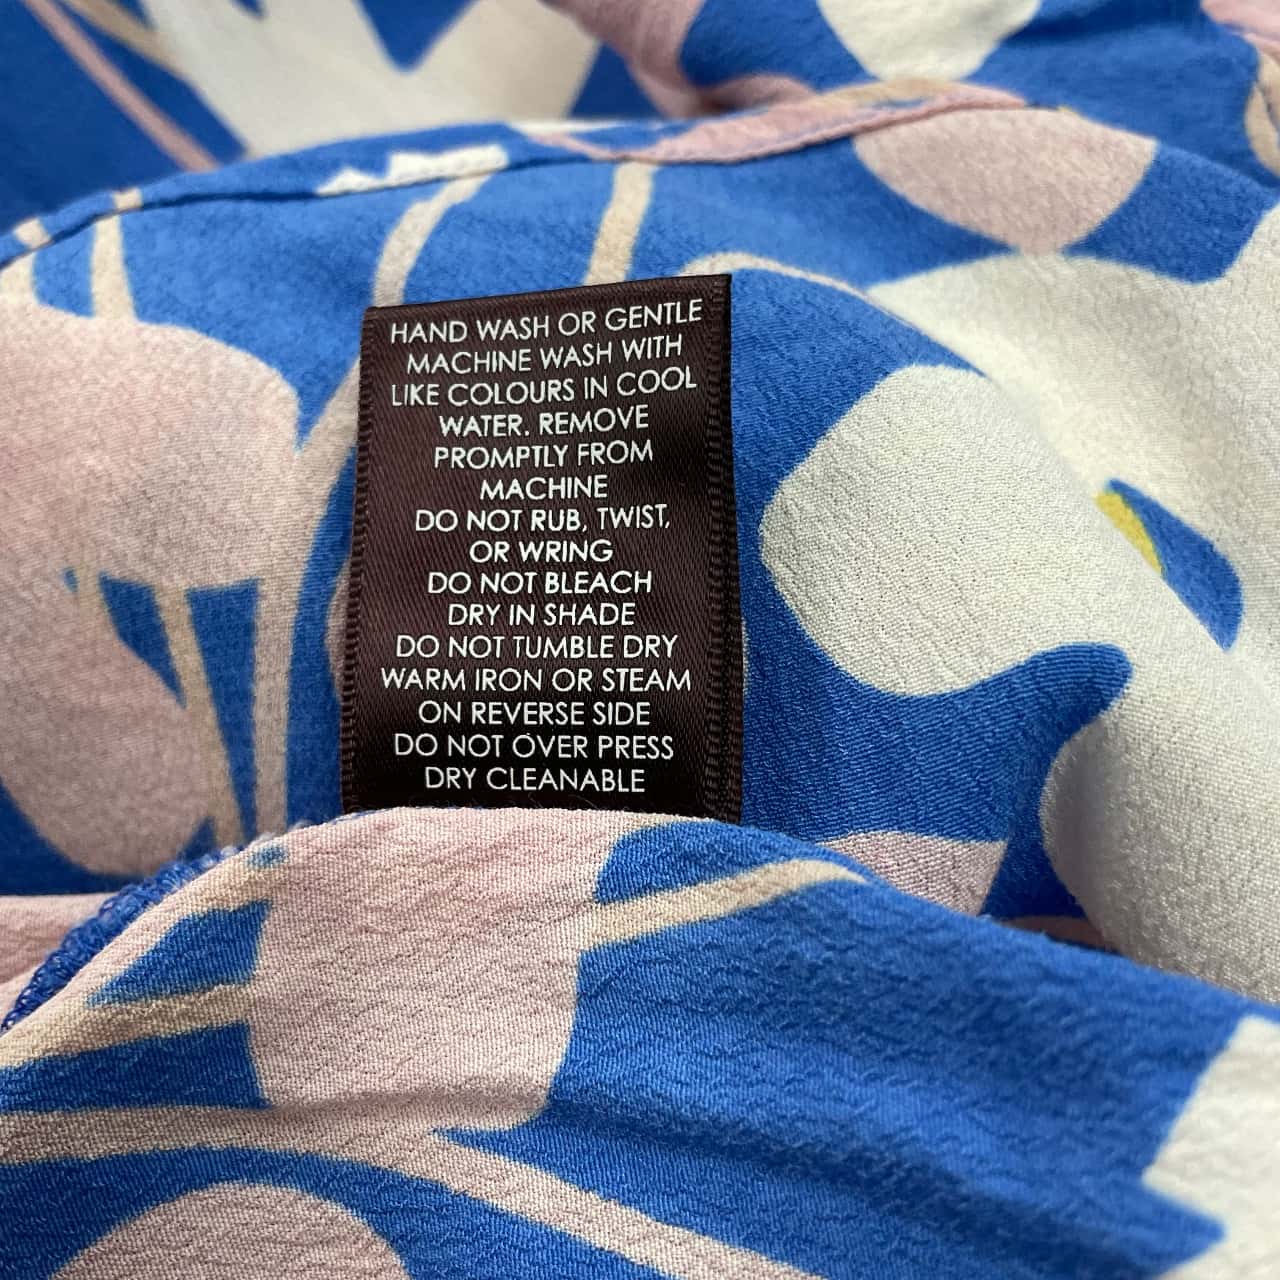 HAND WASH OR GENTLE
MACHINE WASH WITH
LIKE COLOURS IN COOL
WATER. REMOVE
PROMPTLY FROM
MACHINE
DO NOT RUB, TWIST,
OR WRING
DO NOT BLEACH
DRY IN SHADE
DO NOT TUMBLE DRY
WARM IRON OR STEAM
ON REVERSE SIDE
DO NOT OVER PRESS
DRY CLEANABLE